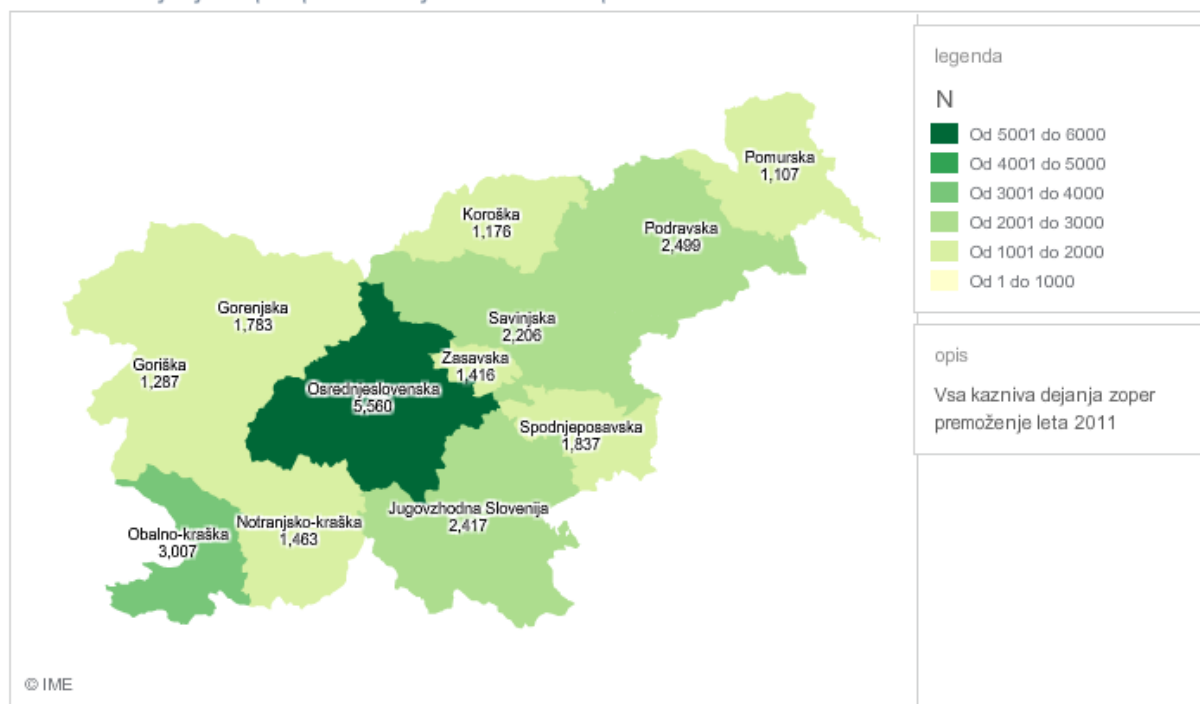 Pomurska
1,107
Koroška
1,176
Podravska
2,499
Gorenjska
1,783
Savinjska
2,206
Goriška
1,287
Zasavska
1,416
Osrednjeslovenska
5,560
Spodnjeposavska
1,837
Jugovzhodna Slovenija
2,417
Notranjsko-kraška
1,463
Obalno-kraška
3,007
© IME
legenda
N
Od 5001 do 6000
Od 4001 do 5000
Od 3001 do 4000
Od 2001 do 3000
Od 1001 do 2000
Od 1 do 1000
opis
Vsa kazniva dejanja zoper
premoženje leta 2011